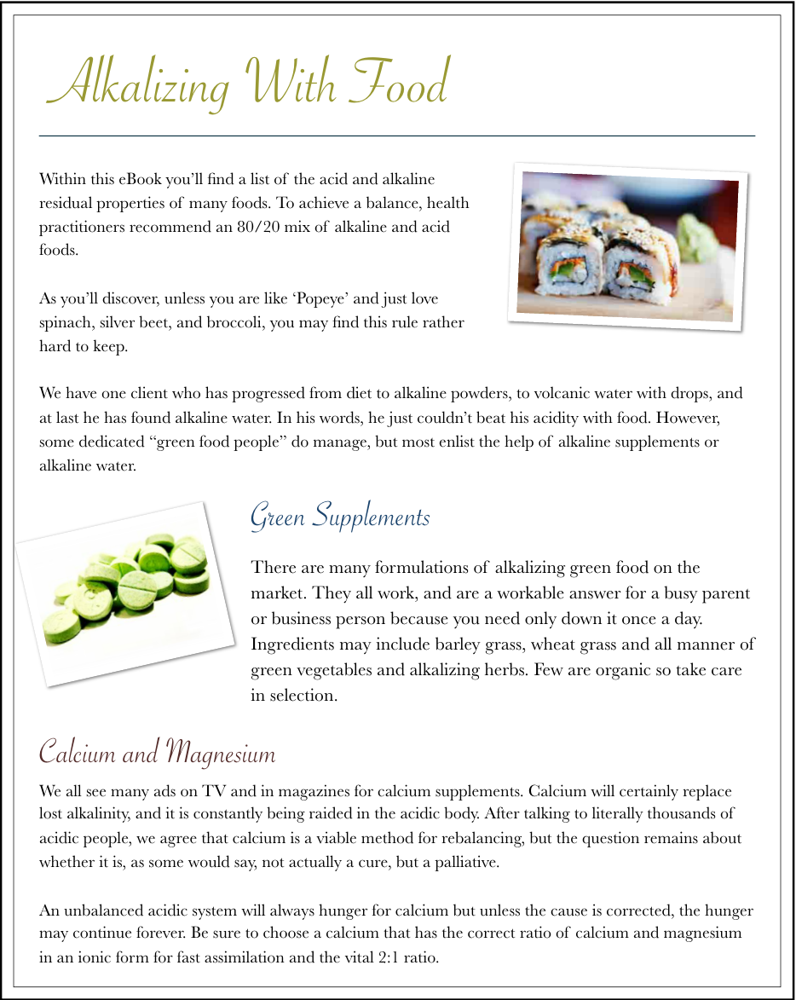 Alkalizing With Food
Within this eBook you’ll find a list of the acid and alkaline
residual properties of many foods. To achieve a balance, health
practitioners recommend an 80/20 mix of alkaline and acid
foods.
As you’ll discover, unless you are like ‘Popeye’ and just love
spinach, silver beet, and broccoli, you may find this rule rather
hard to keep.
We have one client who has progressed from diet to alkaline powders, to volcanic water with drops, and
at last he has found alkaline water. In his words, he just couldn’t beat his acidity with food. However,
some dedicated “green food people” do manage, but most enlist the help of alkaline supplements or
alkaline water.
Green Supplements
There are many formulations of alkalizing green food on the
market. They all work, and are a workable answer for a busy parent
or business person because you need only down it once a day.
Ingredients may include barley grass, wheat grass and all manner of
green vegetables and alkalizing herbs. Few are organic so take care
in selection.
Calcium and Magnesium
We all see many ads on TV and in magazines for calcium supplements. Calcium will certainly replace
lost alkalinity, and it is constantly being raided in the acidic body. After talking to literally thousands of
acidic people, we agree that calcium is a viable method for rebalancing, but the question remains about
whether it is, as some would say, not actually a cure, but a palliative.
An unbalanced acidic system will always hunger for calcium but unless the cause is corrected, the hunger
may continue forever. Be sure to choose a calcium that has the correct ratio of calcium and magnesium
in an ionic form for fast assimilation and the vital 2:1 ratio.